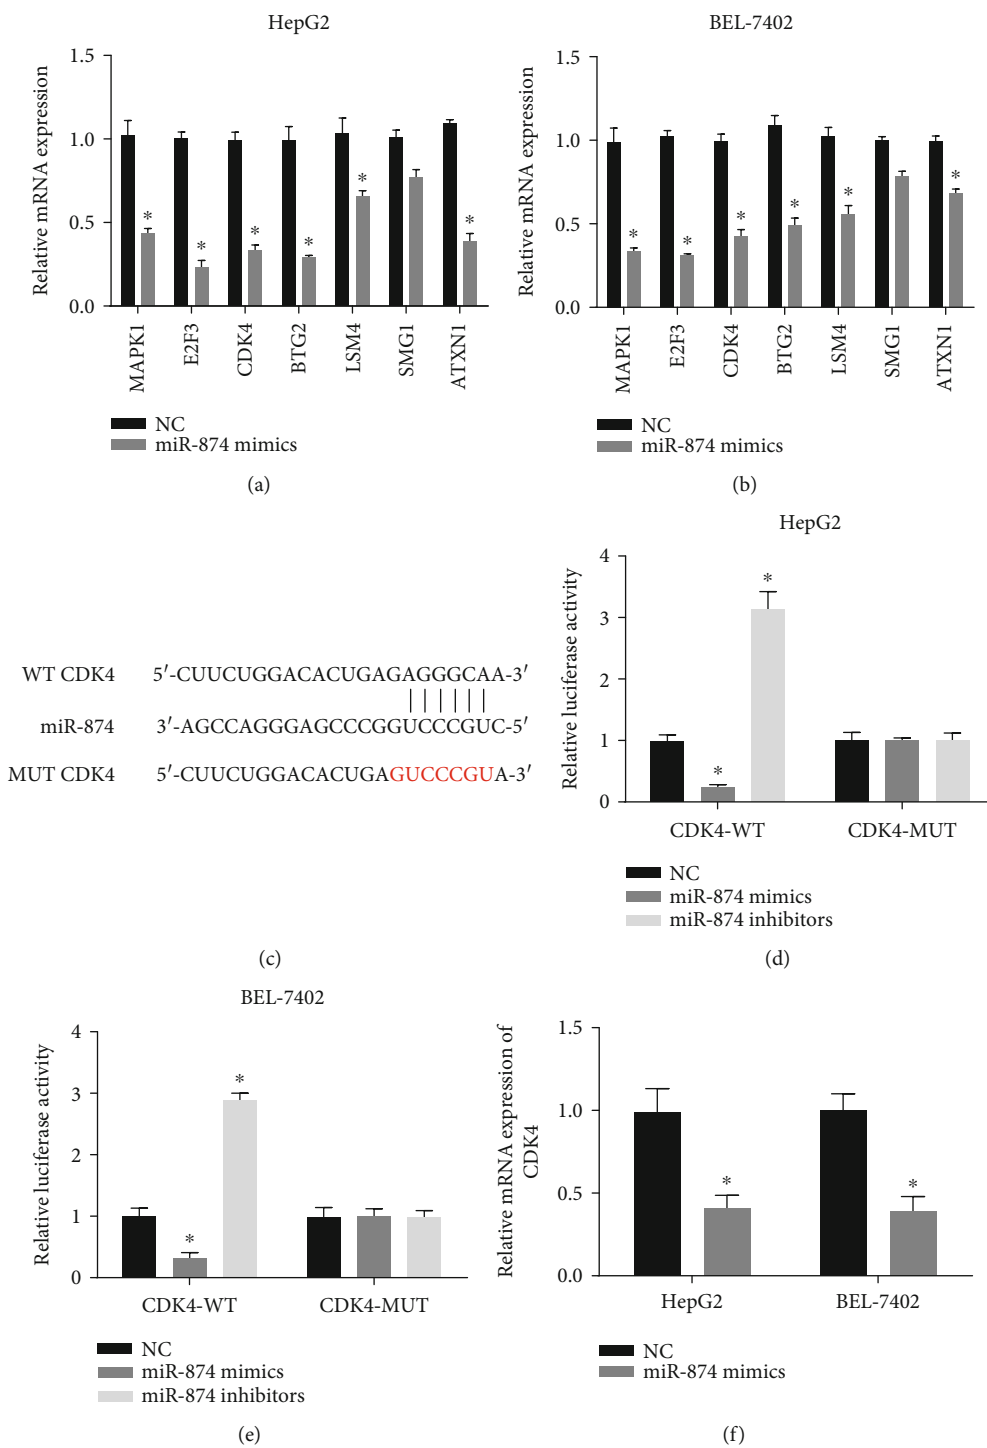 HepG2
Relative mRNA expression
1.5
1.0
0.5
0.0
* * * * * *
MAPK1 E2F3 CDK4 BTG2 LSM4 SMG1 ATXN1
NC
miR-874 mimics
(a)
BEL-7402
Relative mRNA expression
1.5
1.0
0.5
0.0
* * * * * *
MAPK1 E2F3 CDK4 BTG2 LSM4 SMG1 ATXN1
NC
miR-874 mimics
(b)
WT CDK4 5′-CUUCUGGACACUGAGAGGGCAA-3′
miR-874 3′-AGCCAGGGAGCCCGGUCCCGUC-5′
MUT CDK4 5′-CUUCUGGACACUGAGUCCCGUA-3′
(c)
HepG2
Relative luciferase activity
4
3
2
1
0
* *
CDK4-WT CDK4-MUT
NC
miR-874 mimics
miR-874 inhibitors
(d)
BEL-7402
Relative luciferase activity
4
3
2
1
0
* *
CDK4-WT CDK4-MUT
NC
miR-874 mimics
miR-874 inhibitors
(e)
Relative mRNA expression of
CDK4
1.5
1.0
0.5
0.0
* *
HepG2 BEL-7402
NC
miR-874 mimics
(f)